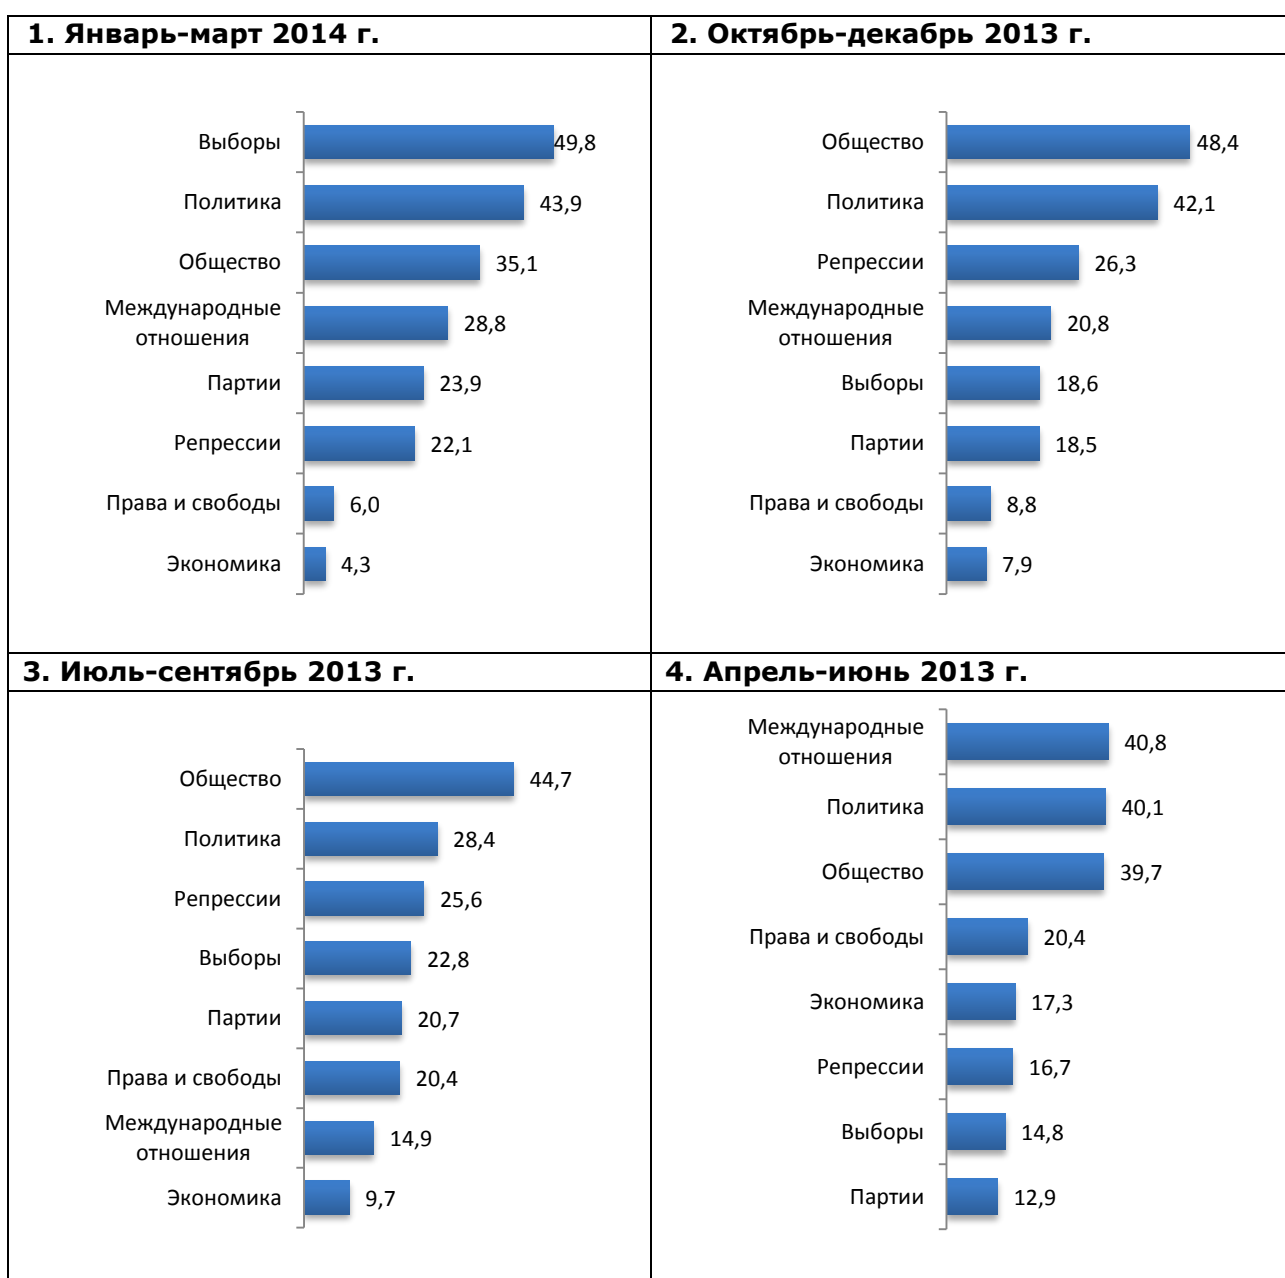 1. Январь-март 2014 г.
Выборы 49,8
Политика 43,9
Общество 35,1
Международные
отношения 28,8
Партии 23,9
Репрессии 22,1
Права и свободы 6,0
Экономика 4,3
2. Октябрь-декабрь 2013 г.
Общество 48,4
Политика 42,1
Репрессии 26,3
Международные
отношения 20,8
Выборы 18,6
Партии 18,5
Права и свободы 8,8
Экономика 7,9
3. Июль-сентябрь 2013 г.
Общество 44,7
Политика 28,4
Репрессии 25,6
Выборы 22,8
Партии 20,7
Права и свободы 20,4
Международные
отношения 14,9
Экономика 9,7
4. Апрель-июнь 2013 г.
Международные
отношения 40,8
Политика 40,1
Общество 39,7
Права и свободы 20,4
Экономика 17,3
Репрессии 16,7
Выборы 14,8
Партии 12,9